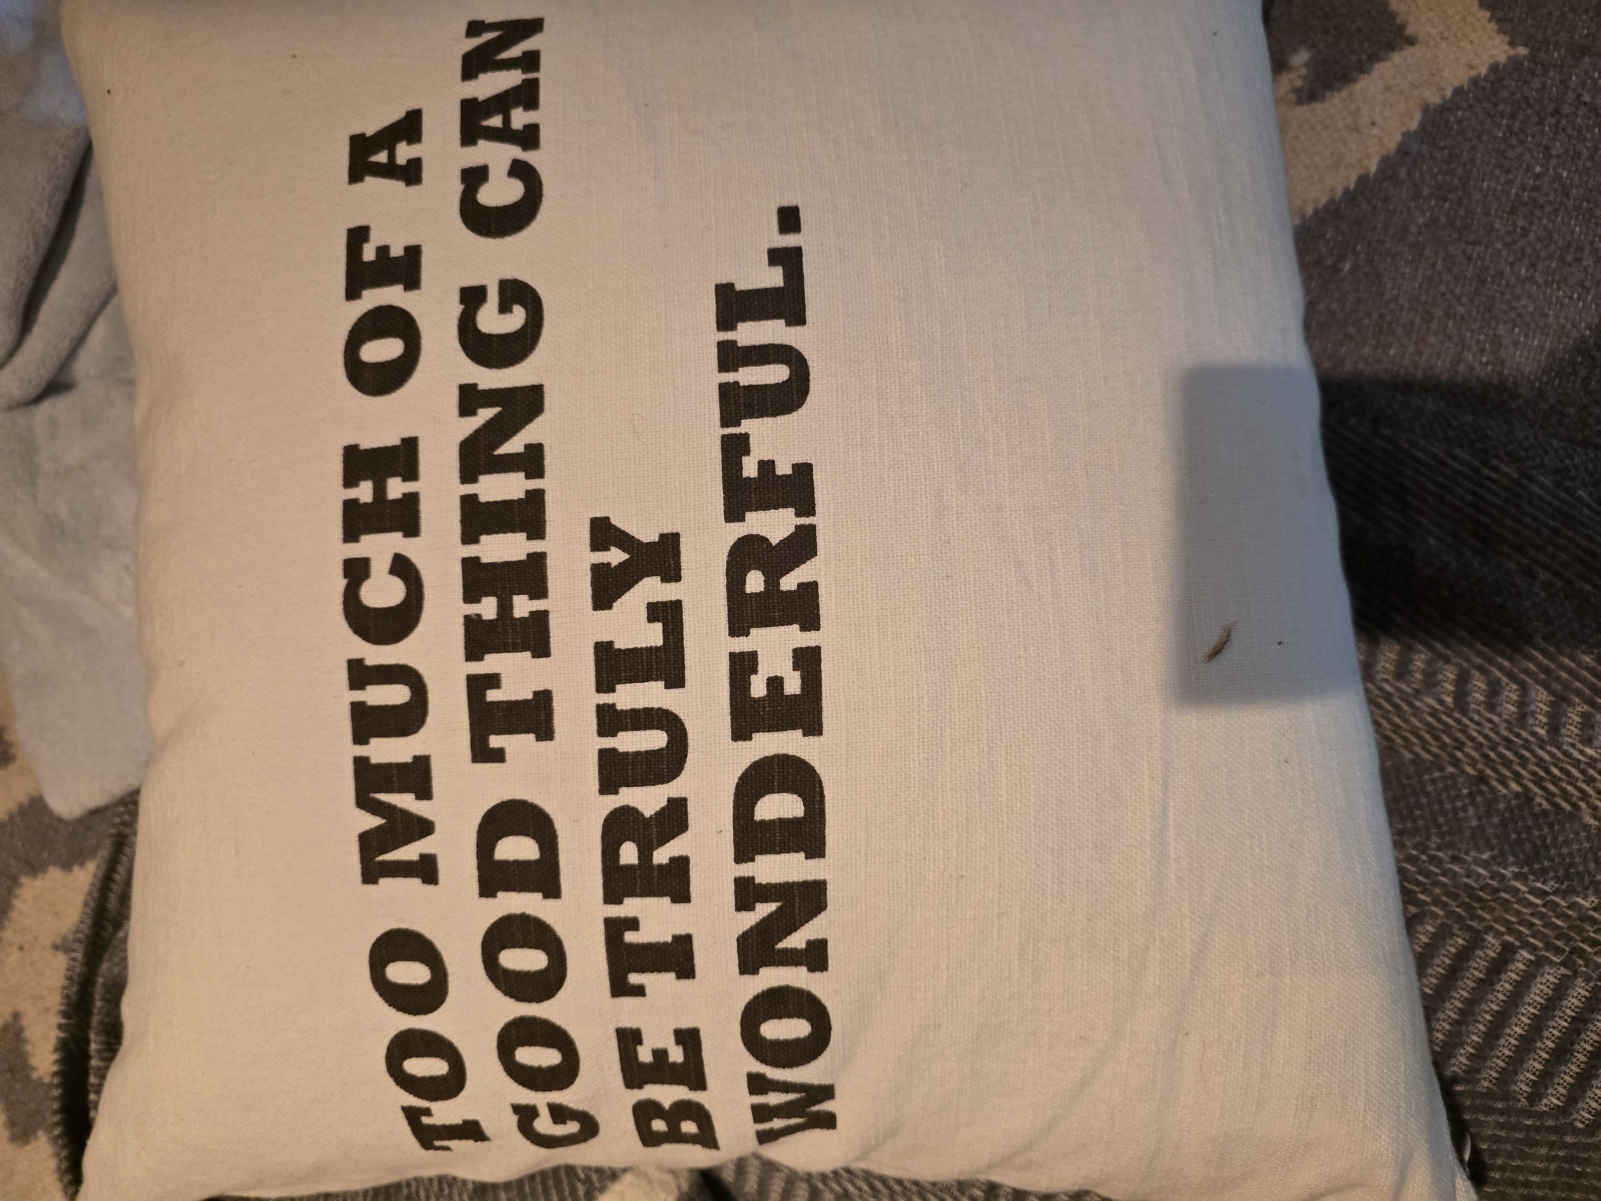 TOO MUCH OF A
GOOD THING CAN
BE TRULY
WONDERFUL.